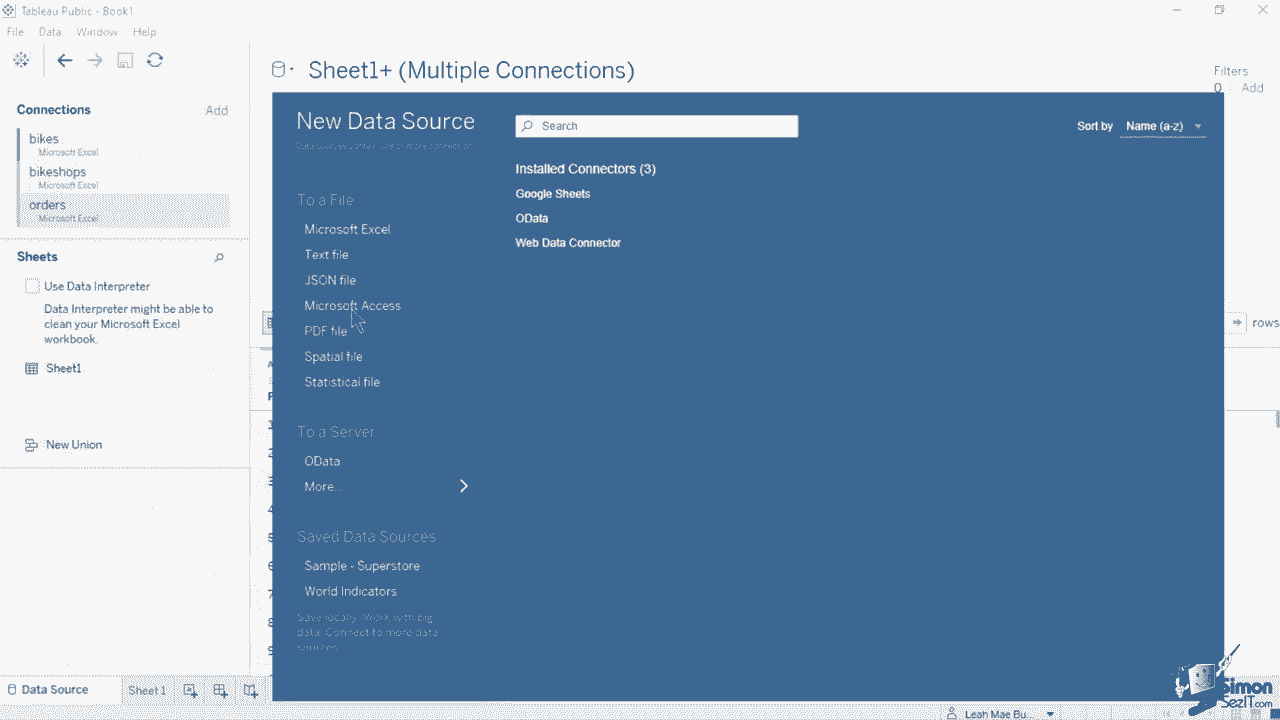 Tableau Public - Book1
File Data Window Help
Sheet1+ (Multiple Connections)
Filters
0 Add
Connections Add
bikes
Microsoft Excel
bikeshops
Microsoft Excel
orders
Microsoft Excel
Sheets
Use Data Interpreter
Data Interpreter might be able to
clean your Microsoft Excel
workbook.
Sheet1
New Union
New Data Source
Search
Sort by Name (a-z)
Installed Connectors (3)
Google Sheets
OData
Web Data Connector
To a File
Microsoft Excel
Text file
JSON file
Microsoft Access
PDF file
Spatial file
Statistical file
To a Server
OData
More...
Saved Data Sources
Sample - Superstore
World Indicators
Save locally. Work with big
data. Connect to more data
sources.
rows
Data Source
Sheet 1
Leah Mae Bu...
Simon
SezIT.com